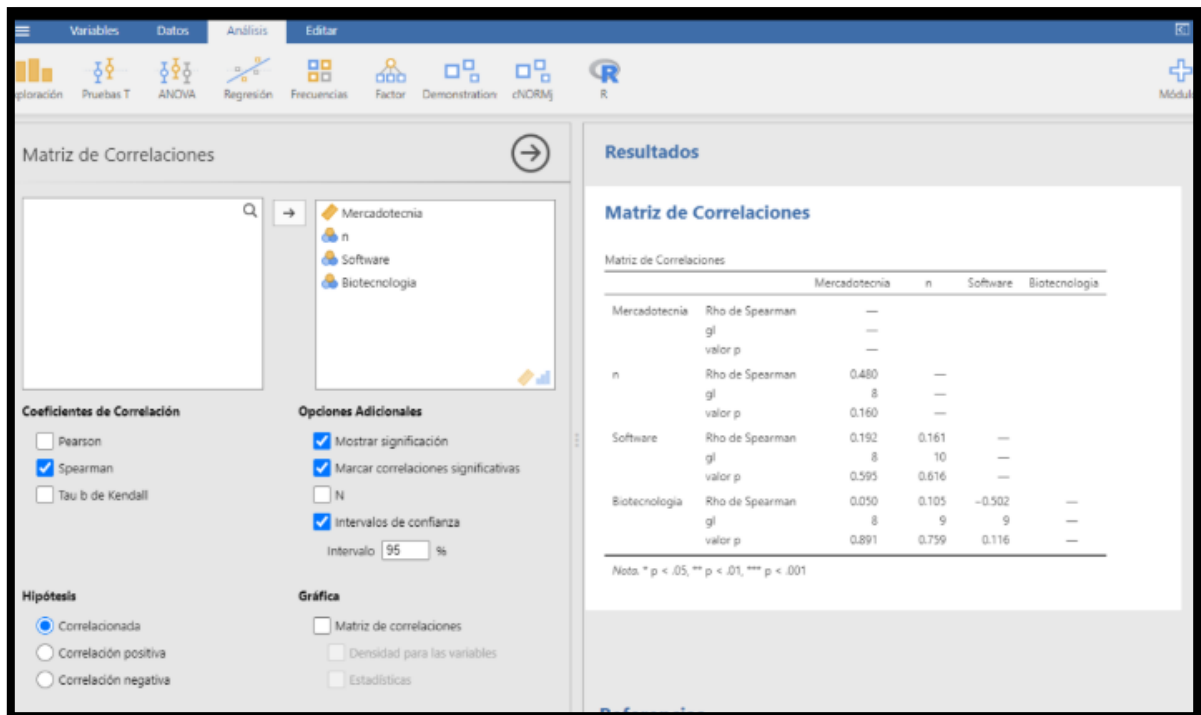 Variables Datos Análisis Editar
ploración Pruebas T ANOVA Regresión Frecuencias Factor Demonstration cNORMj R Módul
Matriz de Correlaciones
Mercadotecnia
n
Software
Biotecnologia
Coeficientes de Correlación
Pearson
Spearman
Tau b de Kendall
Opciones Adicionales
Mostrar significación
Marcar correlaciones significativas
N
Intervalos de confianza
Intervalo 95 %
Hipótesis
Correlacionada
Correlación positiva
Correlación negativa
Gráfica
Matriz de correlaciones
Densidad para las variables
Estadísticas
Resultados
Matriz de Correlaciones
Matriz de Correlaciones
Mercadotecnia n Software Biotecnologia
Mercadotecnia Rho de Spearman —
gl —
valor p —
n Rho de Spearman 0.480 —
gl 8 —
valor p 0.160 —
Software Rho de Spearman 0.192 0.161 —
gl 8 10 —
valor p 0.595 0.616 —
Biotecnologia Rho de Spearman 0.050 0.105 −0.502 —
gl 8 9 9 —
valor p 0.891 0.759 0.116 —
Nota. * p < .05, ** p < .01, *** p < .001